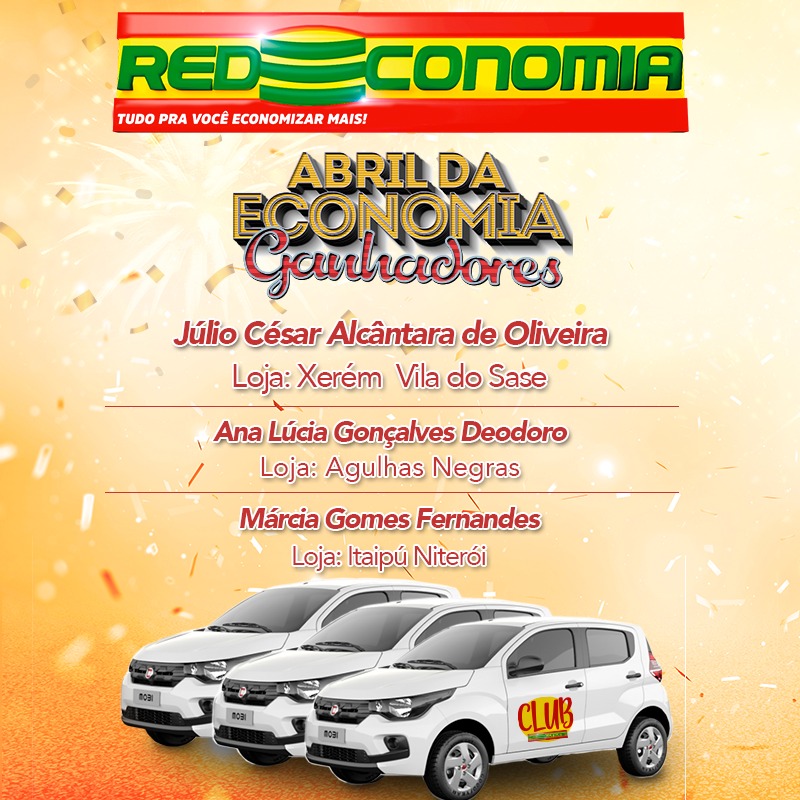 REDECONOMIA
TUDO PRA VOCÊ ECONOMIZAR MAIS!
ABRIL DA
ECONOMIA
Ganhadores
Júlio César Alcântara de Oliveira
Loja: Xerém Vila do Sase
Ana Lúcia Gonçalves Deodoro
Loja: Agulhas Negras
Márcia Gomes Fernandes
Loja: Itaipú Niterói
MOBI
MOBI
MOBI
CLUB